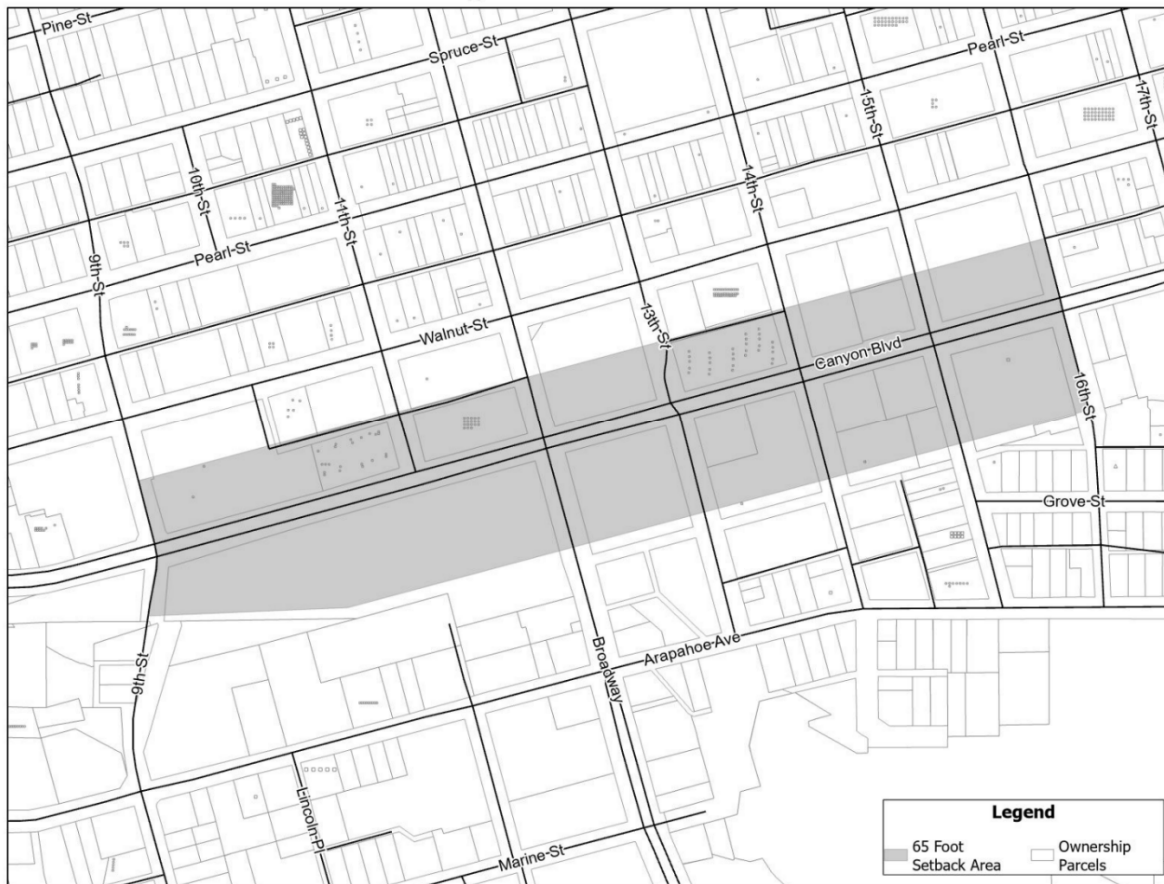 Pine St
Spruce St
Pearl St
17th St
15th St
10th St
14th St
11th St
Pearl St
9th St
Walnut St
13th St
Canyon Blvd
16th St
Grove St
9th St
Broadway
Arapahoe Ave
Lincoln Pl
Marine St
Legend
65 Foot
Setback Area
Ownership
Parcels